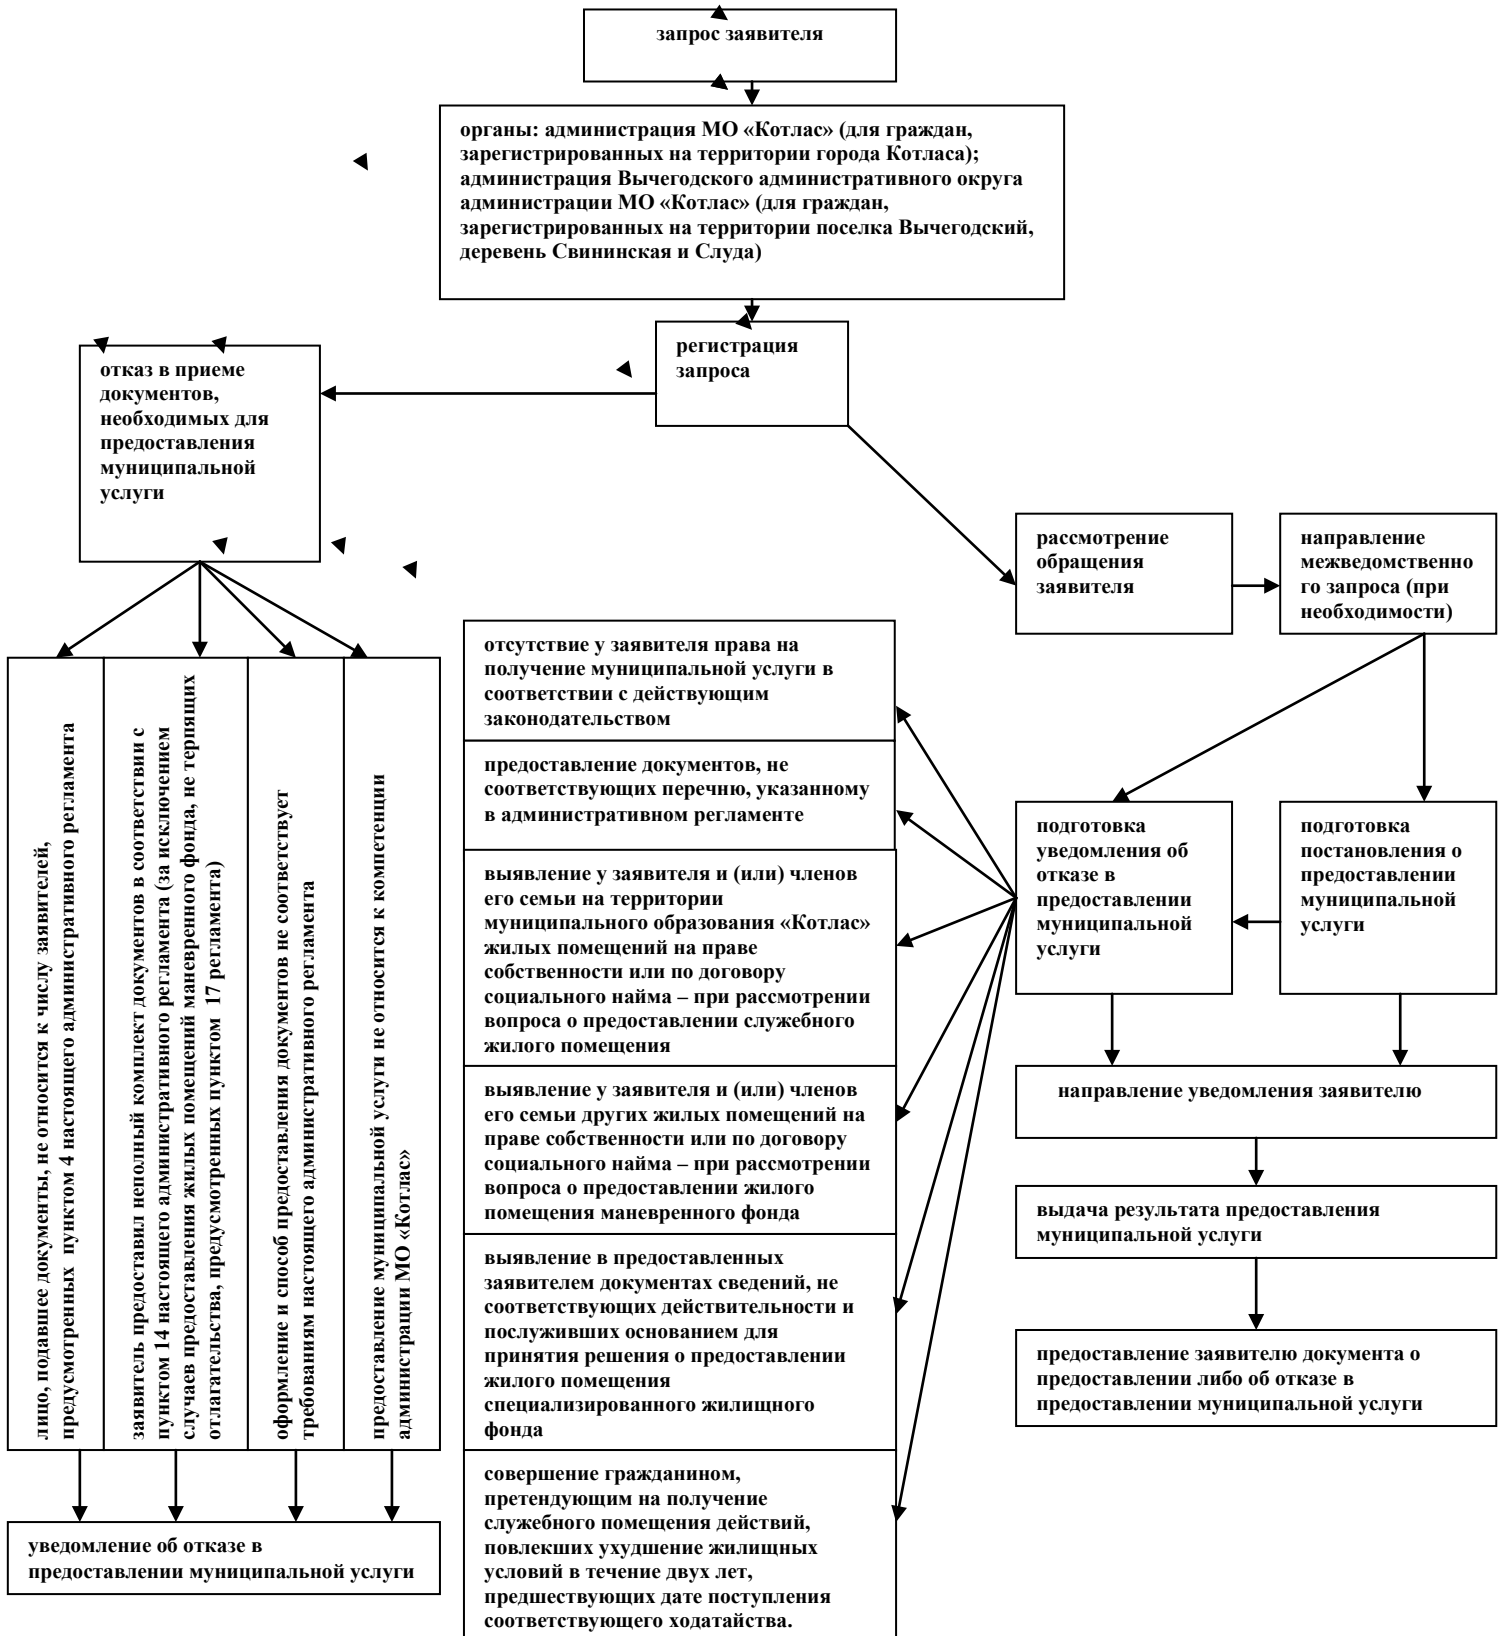 запрос заявителя
органы: администрация МО «Котлас» (для граждан,
зарегистрированных на территории города Котласа);
администрация Вычегодского административного округа
администрации МО «Котлас» (для граждан,
зарегистрированных на территории поселка Вычегодский,
деревень Свининская и Слуда)
регистрация
запроса
отказ в приеме
документов,
необходимых для
предоставления
муниципальной
услуги
рассмотрение
обращения
заявителя
направление
межведомственно
го запроса (при
необходимости)
лицо, подавшее документы, не относится к числу заявителей,
предусмотренных пунктом 4 настоящего административного регламента
заявитель предоставил неполный комплект документов в соответствии с
пунктом 14 настоящего административного регламента (за исключением
случаев предоставления жилых помещений маневренного фонда, не терпящих
отлагательства, предусмотренных пунктом 17 регламента)
оформление и способ предоставления документов не соответствует
требованиям настоящего административного регламента
предоставление муниципальной услуги не относится к компетенции
администрации МО «Котлас»
уведомление об отказе в
предоставлении муниципальной услуги
отсутствие у заявителя права на
получение муниципальной услуги в
соответствии с действующим
законодательством
предоставление документов, не
соответствующих перечню, указанному
в административном регламенте
выявление у заявителя и (или) членов
его семьи на территории
муниципального образования «Котлас»
жилых помещений на праве
собственности или по договору
социального найма – при рассмотрении
вопроса о предоставлении служебного
жилого помещения
выявление у заявителя и (или) членов
его семьи других жилых помещений на
праве собственности или по договору
социального найма – при рассмотрении
вопроса о предоставлении жилого
помещения маневренного фонда
выявление в предоставленных
заявителем документах сведений, не
соответствующих действительности и
послуживших основанием для
принятия решения о предоставлении
жилого помещения
специализированного жилищного
фонда
совершение гражданином,
претендующим на получение
служебного помещения действий,
повлекших ухудшение жилищных
условий в течение двух лет,
предшествующих дате поступления
соответствующего ходатайства.
подготовка
уведомления об
отказе в
предоставлении
муниципальной
услуги
подготовка
постановления о
предоставлении
муниципальной
услуги
направление уведомления заявителю
выдача результата предоставления
муниципальной услуги
предоставление заявителю документа о
предоставлении либо об отказе в
предоставлении муниципальной услуги